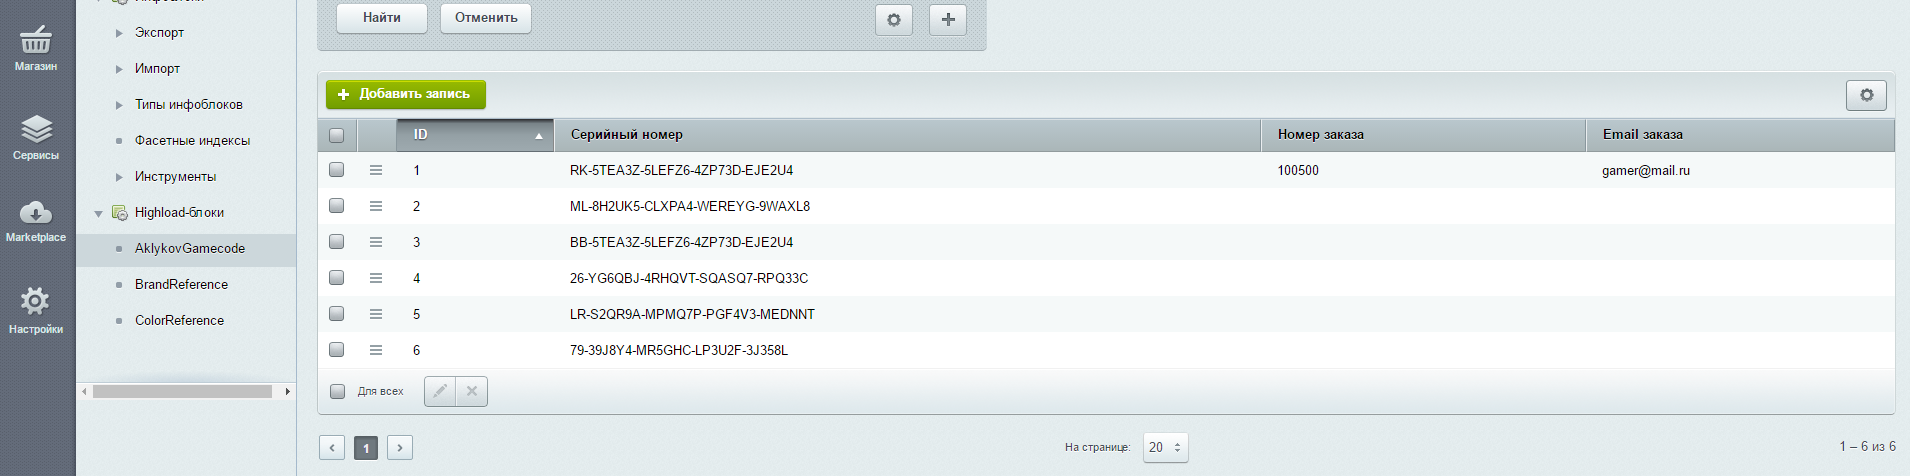 Магазин
Сервисы
Marketplace
Настройки
Экспорт
Импорт
Типы инфоблоков
Фасетные индексы
Инструменты
Highload-блоки
AklykovGamecode
BrandReference
ColorReference
Найти Отменить
Добавить запись
ID Серийный номер Номер заказа Email заказа
1 RK-5TEA3Z-5LEFZ6-4ZP73D-EJE2U4 100500 gamer@mail.ru
2 ML-8H2UK5-CLXPA4-WEREYG-9WAXL8
3 BB-5TEA3Z-5LEFZ6-4ZP73D-EJE2U4
4 26-YG6QBJ-4RHQVT-SQASQ7-RPQ33C
5 LR-S2QR9A-MPMQ7P-PGF4V3-MEDNNT
6 79-39J8Y4-MR5GHC-LP3U2F-3J358L
Для всех
1 На странице: 20 1 – 6 из 6